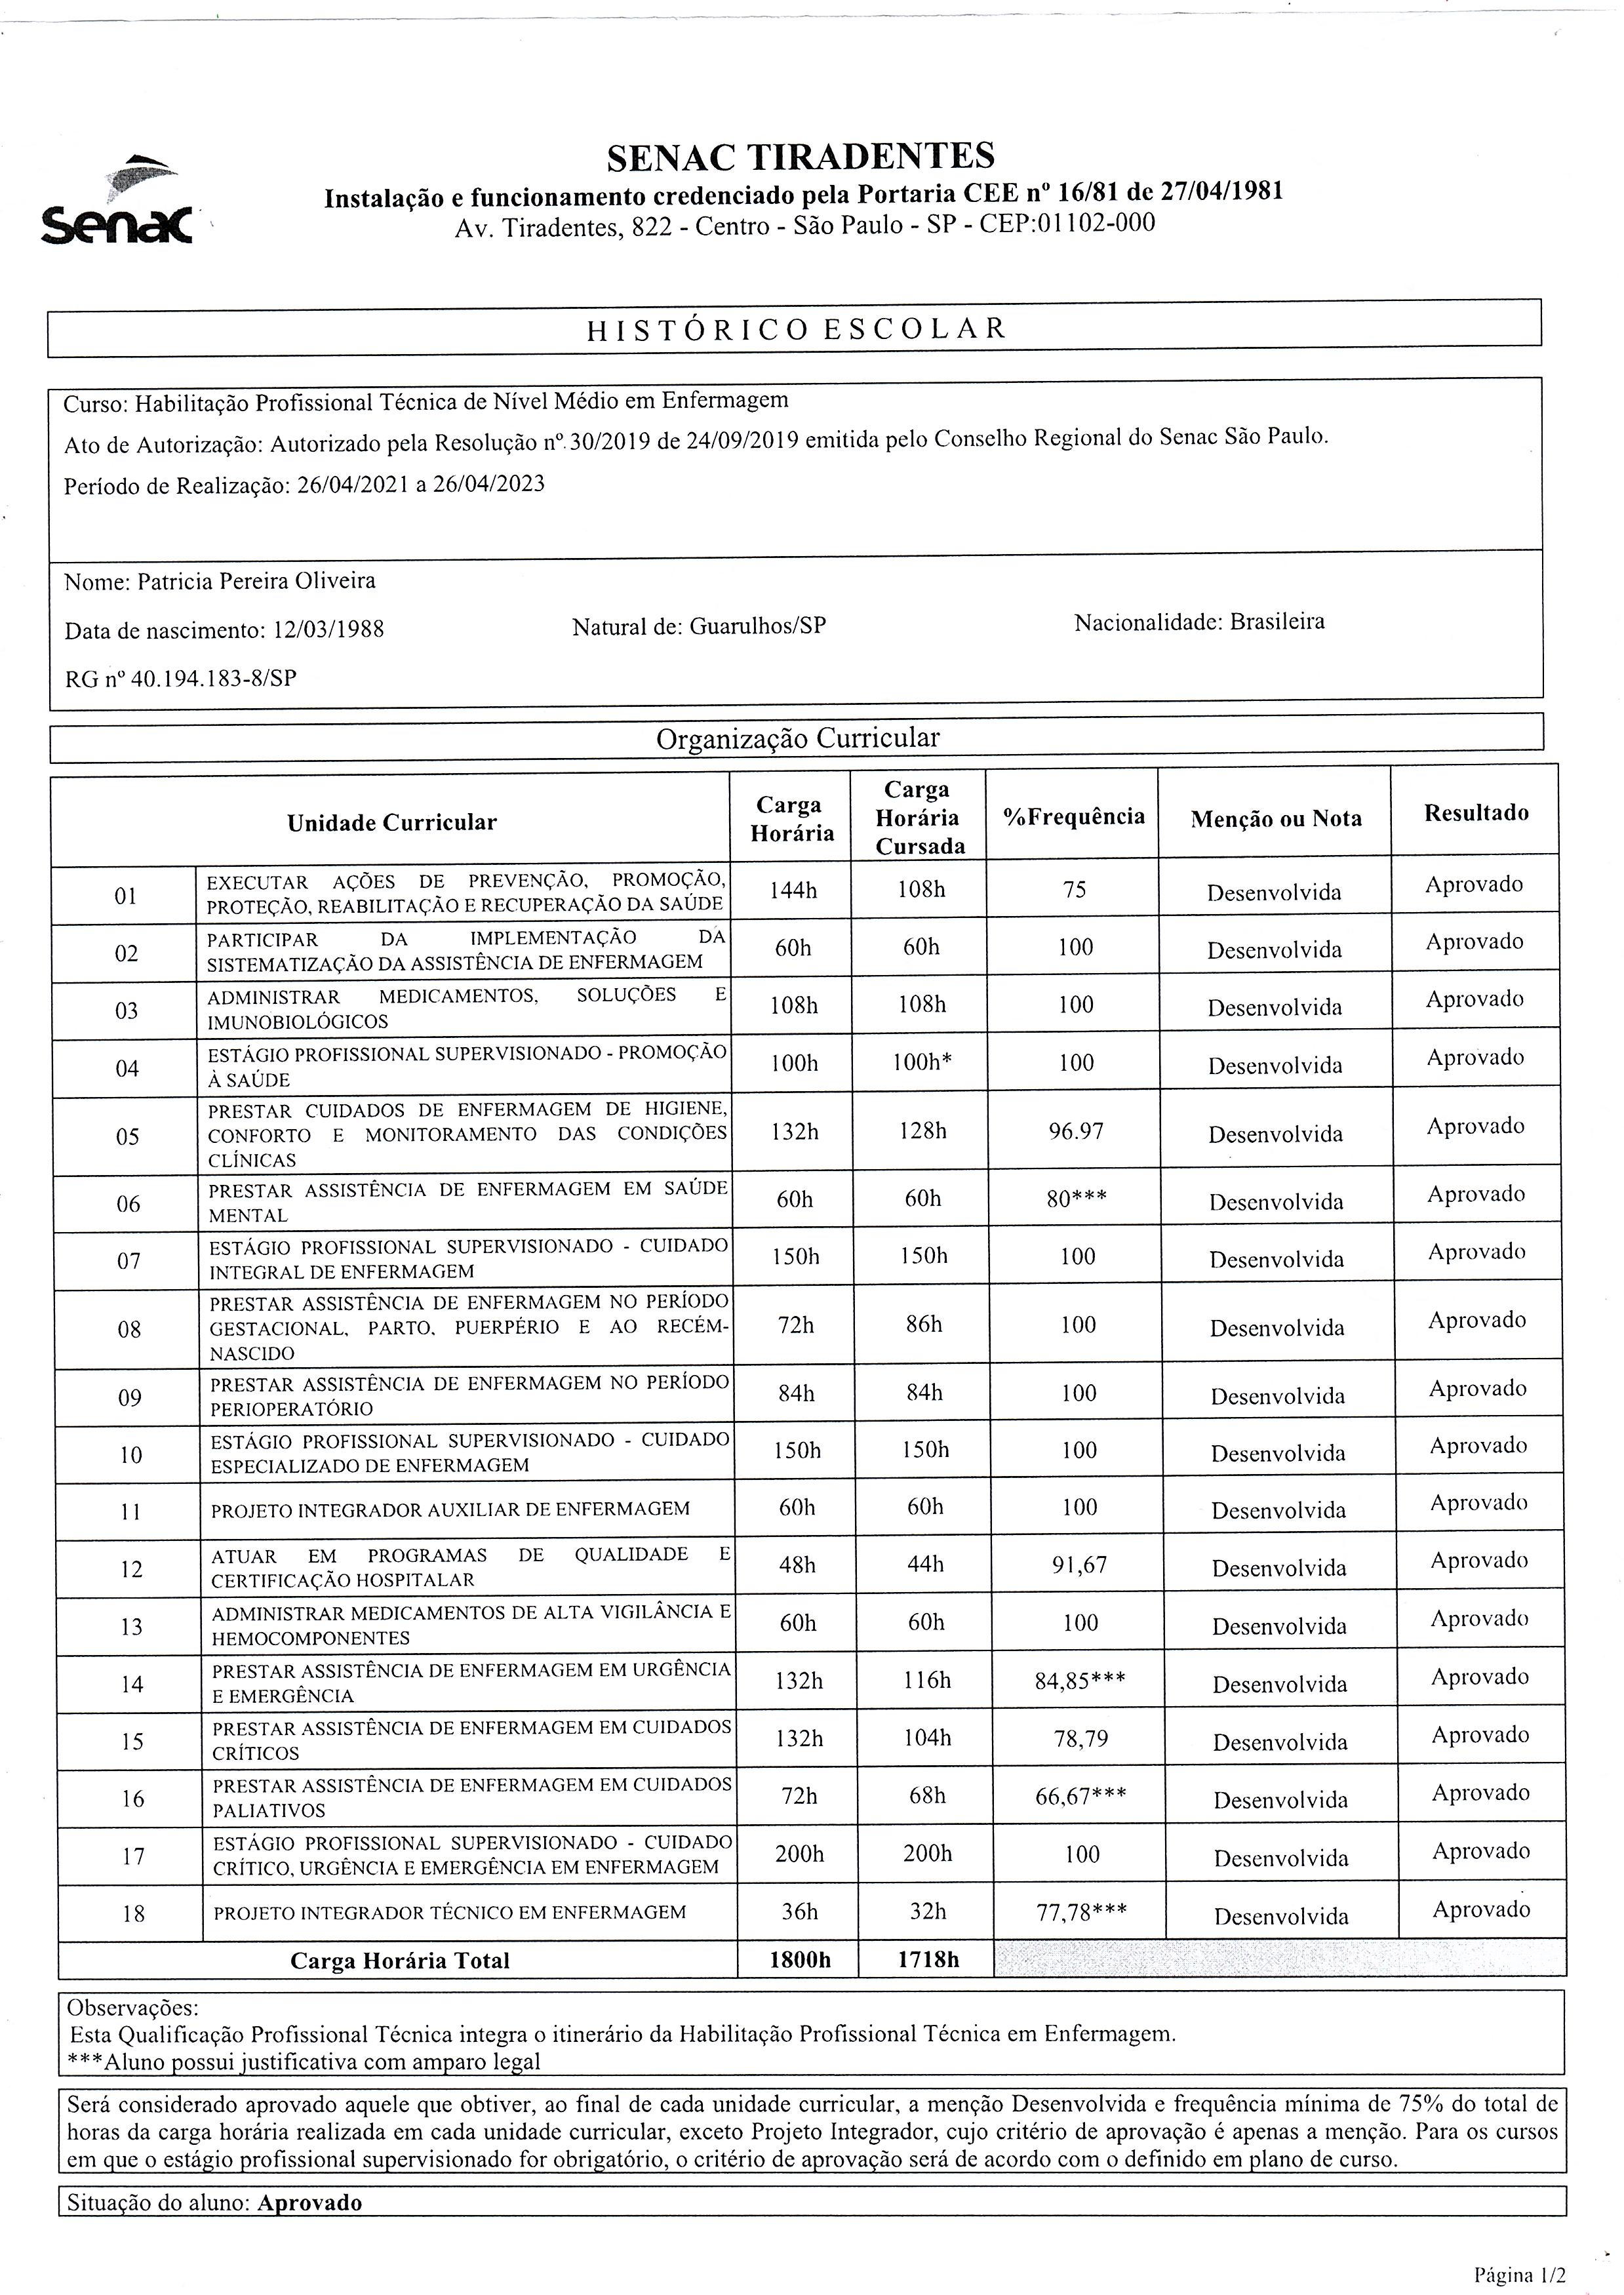 SENAC TIRADENTES
Instalação e funcionamento credenciado pela Portaria CEE nº 16/81 de 27/04/1981
Av. Tiradentes, 822 - Centro - São Paulo - SP - CEP:01102-000
senac
HISTÓRICO ESCOLAR
Curso: Habilitação Profissional Técnica de Nível Médio em Enfermagem
Ato de Autorização: Autorizado pela Resolução nº.30/2019 de 24/09/2019 emitida pelo Conselho Regional do Senac São Paulo.
Período de Realização: 26/04/2021 a 26/04/2023
Nome: Patricia Pereira Oliveira
Data de nascimento: 12/03/1988 Natural de: Guarulhos/SP Nacionalidade: Brasileira
RG nº 40.194.183-8/SP
Organização Curricular
Unidade Curricular Carga Horária Carga Horária Cursada %Frequência Menção ou Nota Resultado
01 EXECUTAR AÇÕES DE PREVENÇÃO, PROMOÇÃO, PROTEÇÃO, REABILITAÇÃO E RECUPERAÇÃO DA SAÚDE 144h 108h 75 Desenvolvida Aprovado
02 PARTICIPAR DA IMPLEMENTAÇÃO DA SISTEMATIZAÇÃO DA ASSISTÊNCIA DE ENFERMAGEM 60h 60h 100 Desenvolvida Aprovado
03 ADMINISTRAR MEDICAMENTOS, SOLUÇÕES E IMUNOBIOLÓGICOS 108h 108h 100 Desenvolvida Aprovado
04 ESTÁGIO PROFISSIONAL SUPERVISIONADO - PROMOÇÃO À SAÚDE 100h 100h* 100 Desenvolvida Aprovado
05 PRESTAR CUIDADOS DE ENFERMAGEM DE HIGIENE, CONFORTO E MONITORAMENTO DAS CONDIÇÕES CLÍNICAS 132h 128h 96.97 Desenvolvida Aprovado
06 PRESTAR ASSISTÊNCIA DE ENFERMAGEM EM SAÚDE MENTAL 60h 60h 80*** Desenvolvida Aprovado
07 ESTÁGIO PROFISSIONAL SUPERVISIONADO - CUIDADO INTEGRAL DE ENFERMAGEM 150h 150h 100 Desenvolvida Aprovado
08 PRESTAR ASSISTÊNCIA DE ENFERMAGEM NO PERÍODO GESTACIONAL, PARTO, PUERPÉRIO E AO RECÉM-NASCIDO 72h 86h 100 Desenvolvida Aprovado
09 PRESTAR ASSISTÊNCIA DE ENFERMAGEM NO PERÍODO PERIOPERATÓRIO 84h 84h 100 Desenvolvida Aprovado
10 ESTÁGIO PROFISSIONAL SUPERVISIONADO - CUIDADO ESPECIALIZADO DE ENFERMAGEM 150h 150h 100 Desenvolvida Aprovado
11 PROJETO INTEGRADOR AUXILIAR DE ENFERMAGEM 60h 60h 100 Desenvolvida Aprovado
12 ATUAR EM PROGRAMAS DE QUALIDADE E CERTIFICAÇÃO HOSPITALAR 48h 44h 91,67 Desenvolvida Aprovado
13 ADMINISTRAR MEDICAMENTOS DE ALTA VIGILÂNCIA E HEMOCOMPONENTES 60h 60h 100 Desenvolvida Aprovado
14 PRESTAR ASSISTÊNCIA DE ENFERMAGEM EM URGÊNCIA E EMERGÊNCIA 132h 116h 84,85*** Desenvolvida Aprovado
15 PRESTAR ASSISTÊNCIA DE ENFERMAGEM EM CUIDADOS CRÍTICOS 132h 104h 78,79 Desenvolvida Aprovado
16 PRESTAR ASSISTÊNCIA DE ENFERMAGEM EM CUIDADOS PALIATIVOS 72h 68h 66,67*** Desenvolvida Aprovado
17 ESTÁGIO PROFISSIONAL SUPERVISIONADO - CUIDADO CRÍTICO, URGÊNCIA E EMERGÊNCIA EM ENFERMAGEM 200h 200h 100 Desenvolvida Aprovado
18 PROJETO INTEGRADOR TÉCNICO EM ENFERMAGEM 36h 32h 77,78*** Desenvolvida Aprovado
Carga Horária Total 1800h 1718h
Observações:
Esta Qualificação Profissional Técnica integra o itinerário da Habilitação Profissional Técnica em Enfermagem.
***Aluno possui justificativa com amparo legal
Será considerado aprovado aquele que obtiver, ao final de cada unidade curricular, a menção Desenvolvida e frequência mínima de 75% do total de
horas da carga horária realizada em cada unidade curricular, exceto Projeto Integrador, cujo critério de aprovação é apenas a menção. Para os cursos
em que o estágio profissional supervisionado for obrigatório, o critério de aprovação será de acordo com o definido em plano de curso.
Situação do aluno: Aprovado
Página 1/2